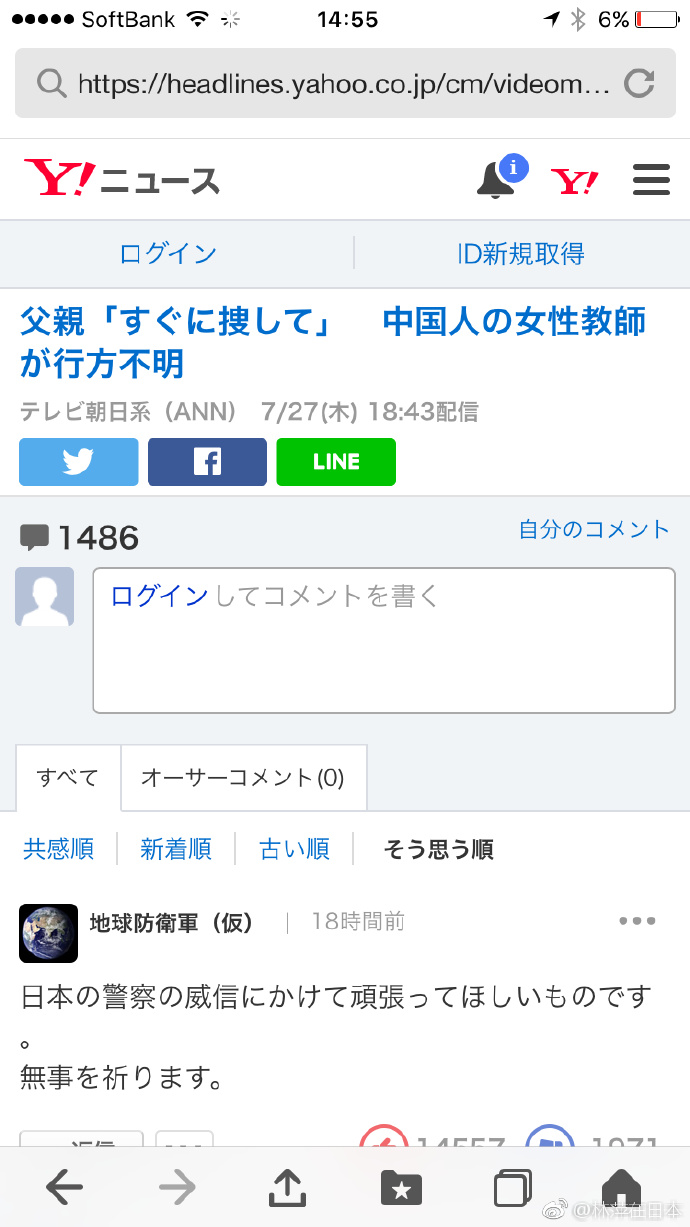 SoftBank 14:55 6%
https://headlines.yahoo.co.jp/cm/videom...
Y!ニュース Y!
ログイン ID新規取得
父親「すぐに捜して」　中国人の女性教師
が行方不明
テレビ朝日系（ANN） 7/27(木) 18:43配信
LINE
1486 自分のコメント
ログインしてコメントを書く
すべて オーサーコメント(0)
共感順 新着順 古い順 そう思う順
地球防衛軍（仮） 18時間前
日本の警察の威信にかけて頑張ってほしいものです
。
無事を祈ります。
返信 14557 1971
@林萍在日本